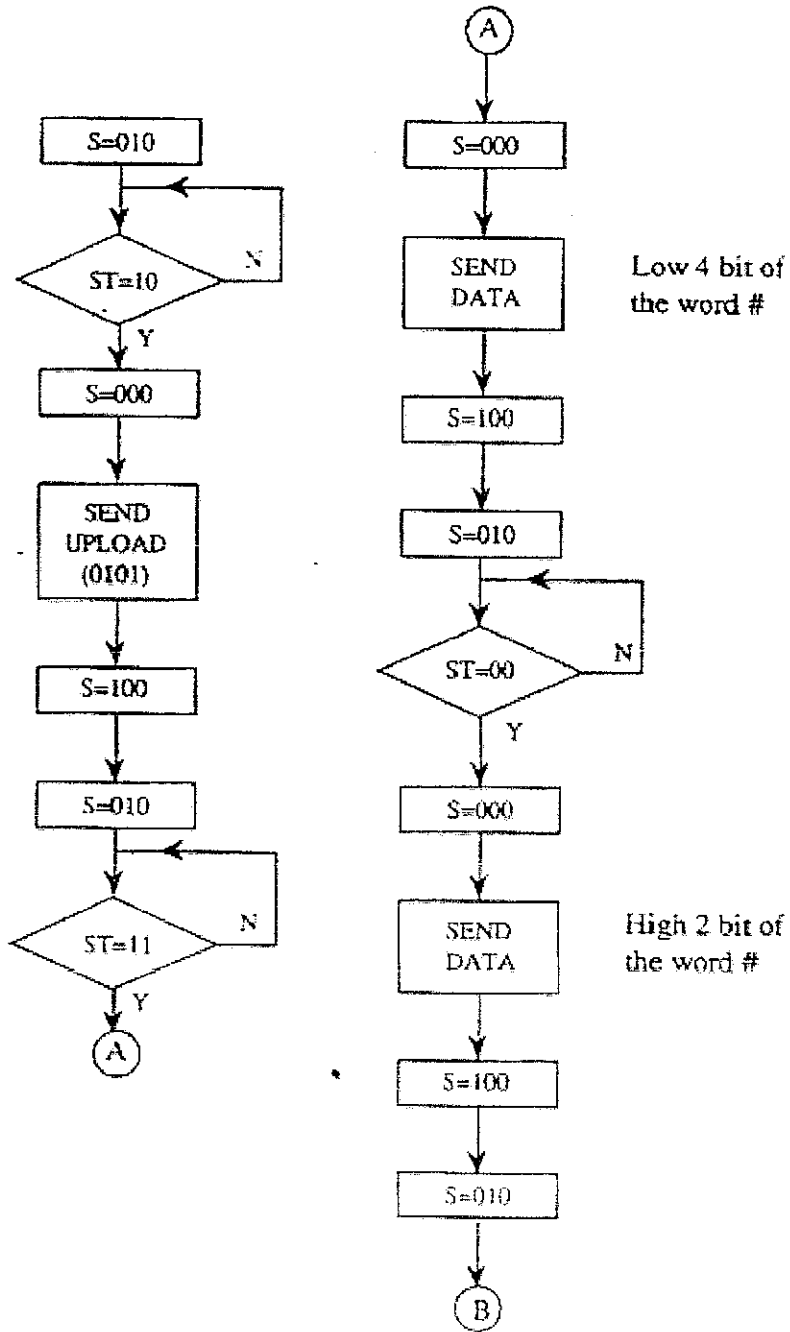 S=010
ST=10
N
Y
S=000
SEND
UPLOAD
(0101)
S=100
S=010
ST=11
N
Y
A
A
S=000
SEND
DATA
Low 4 bit of
the word #
S=100
S=010
ST=00
N
Y
S=000
SEND
DATA
High 2 bit of
the word #
S=100
S=010
B